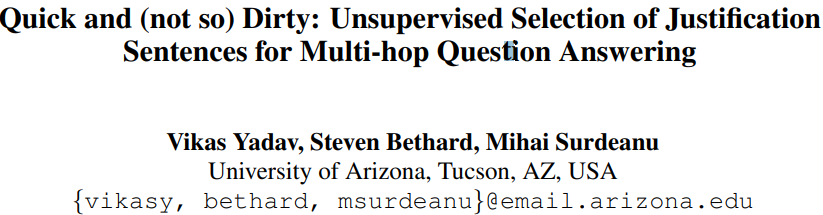 Quick and (not so) Dirty: Unsupervised Selection of Justification
Sentences for Multi-hop Question Answering
Vikas Yadav, Steven Bethard, Mihai Surdeanu
University of Arizona, Tucson, AZ, USA
{vikasy, bethard, msurdeanu}@email.arizona.edu